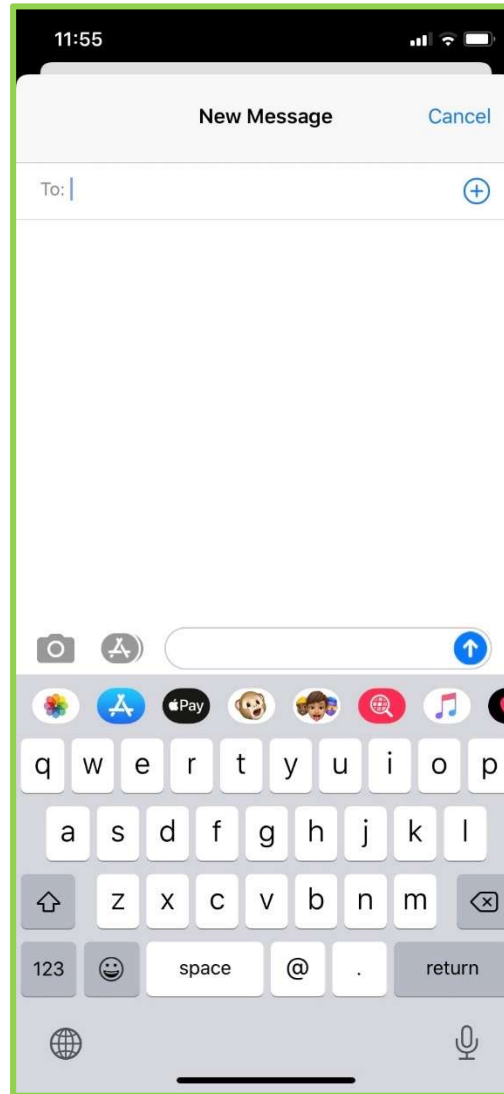 11:55
New Message Cancel
To:
Pay
q w e r t y u i o p
a s d f g h j k l
z x c v b n m
123 space @ . return